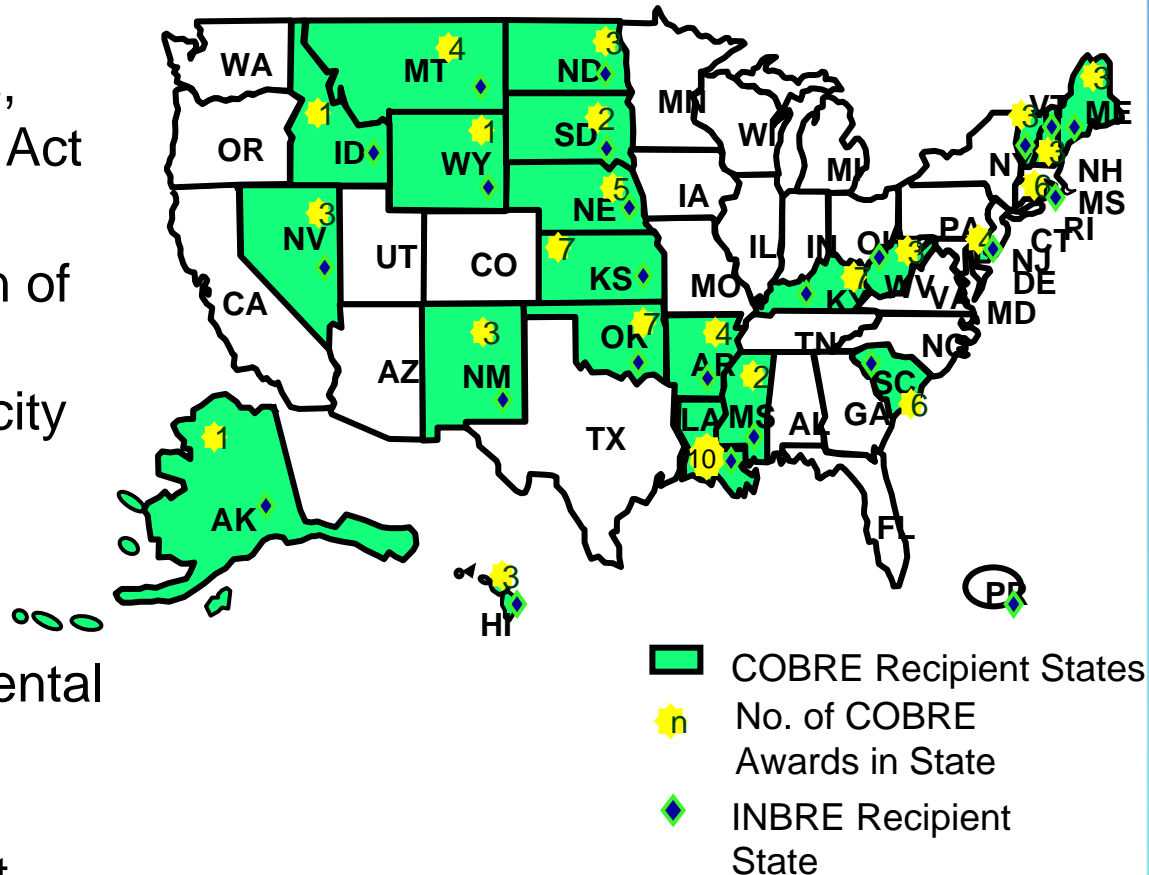 ,
Act
n of
city
ental
WA
MT
4
ND
3
MN
3
VT
ME
OR
ID
1
WY
1
SD
2
WI
MI
3
3
NH
MS
NV
3
UT
CO
NE
5
IA
6
RI
CT
CA
KS
7
MO
IL
IN
PA
4
NJ
DE
KY
7
WV
3
VA
MD
AZ
NM
3
OK
7
AR
4
TN
NC
TX
LA
10
MS
2
AL
GA
SC
6
FL
AK
1
HI
3
PR
COBRE Recipient States
n No. of COBRE
Awards in State
INBRE Recipient
State